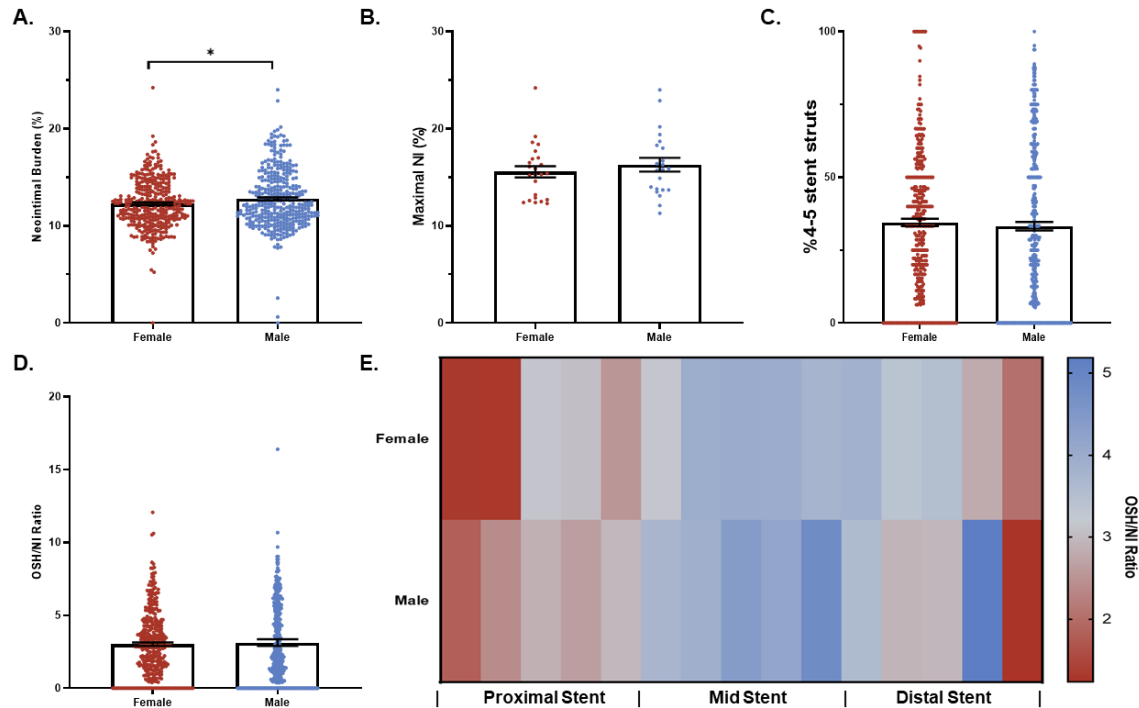 A.
30
20
10
0
Neointimal Burden (%)
*
Female
Male
B.
30
20
10
0
Maximal NI (%)
Female
Male
C.
100
50
0
%4-5 stent struts
Female
Male
D.
20
15
10
5
0
OSH/NI Ratio
Female
Male
E.
Female
Male
| Proximal Stent | Mid Stent | Distal Stent |
5
4
3
2
OSH/NI Ratio